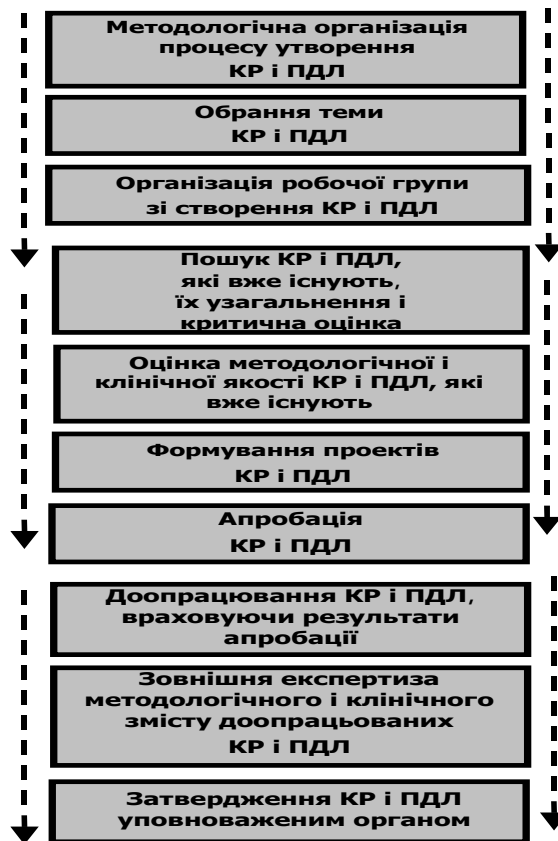 Методологічна організація
процесу утворення
КР і ПДЛ
Обрання теми
КР і ПДЛ
Організація робочої групи
зі створення КР і ПДЛ
Пошук КР і ПДЛ,
які вже існують,
їх узагальнення і
критична оцінка
Оцінка методологічної і
клінічної якості КР і ПДЛ, які
вже існують
Формування проектів
КР і ПДЛ
Апробація
КР і ПДЛ
Доопрацювання КР і ПДЛ,
враховуючи результати
апробації
Зовнішня експертиза
методологічного і клінічного
змісту доопрацьованих
КР і ПДЛ
Затвердження КР і ПДЛ
уповноваженим органом